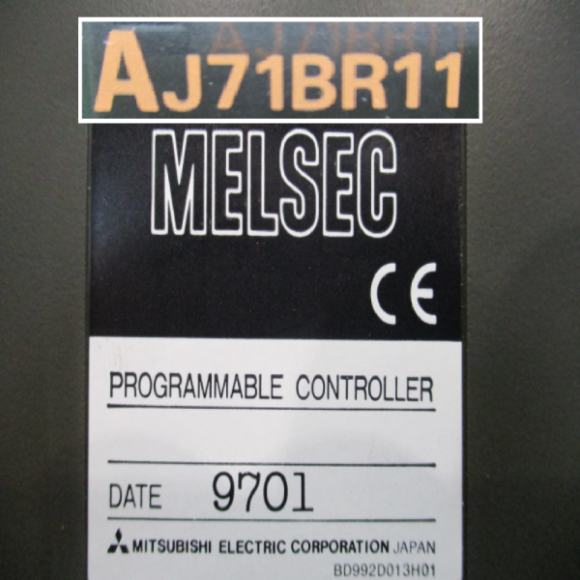 AJ71BR11
MELSEC
CE
PROGRAMMABLE CONTROLLER
DATE 9701
MITSUBISHI ELECTRIC CORPORATION JAPAN
BD992D013H01